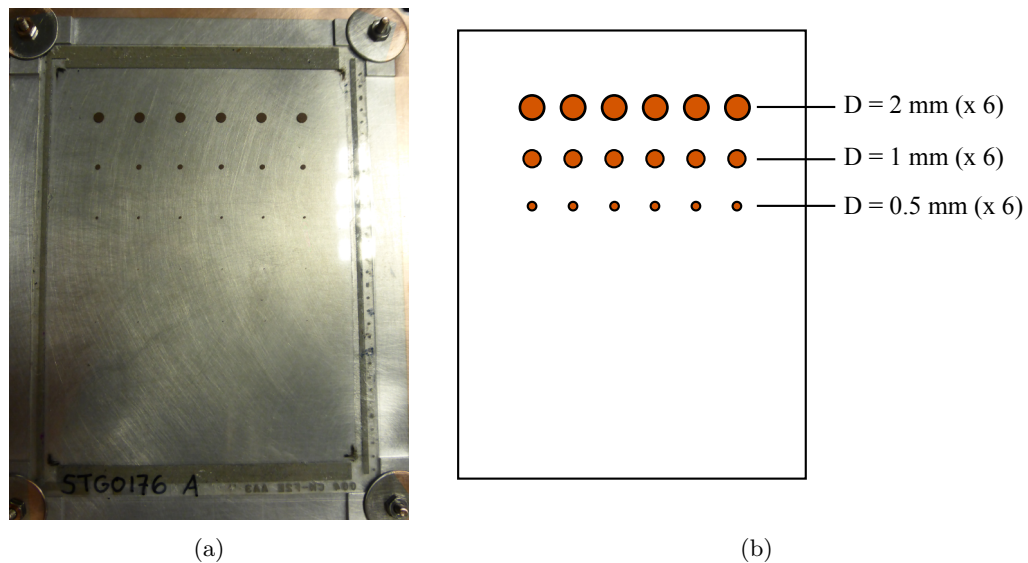 D = 2 mm (x 6)
D = 1 mm (x 6)
D = 0.5 mm (x 6)
STG0176 A
(a)
(b)